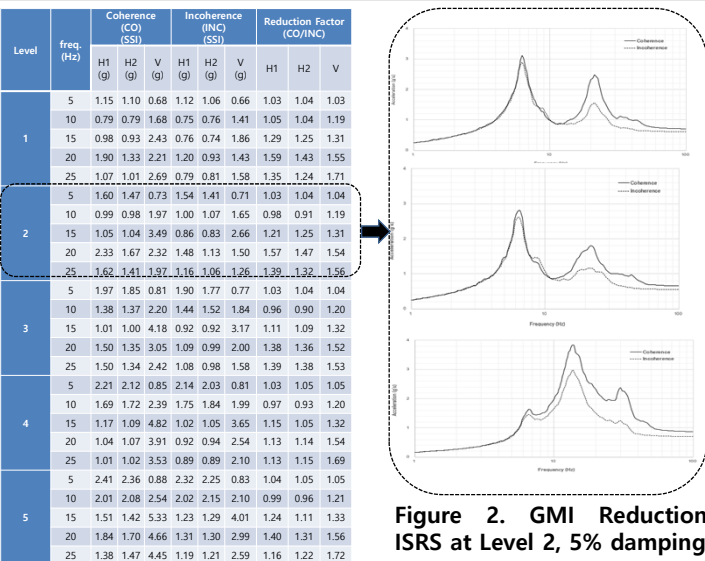 Level freq. (Hz) Coherence (CO) (SSI) Incoherence (INC) (SSI) Reduction Factor (CO/INC)
H1 (g) H2 (g) V (g) H1 (g) H2 (g) V (g) H1 H2 V
1
5 1.15 1.10 0.68 1.12 1.06 0.66 1.03 1.04 1.03
10 0.79 0.79 1.68 0.75 0.76 1.41 1.05 1.04 1.19
15 0.98 0.93 2.43 0.76 0.74 1.86 1.29 1.25 1.31
20 1.90 1.33 2.21 1.20 0.93 1.43 1.59 1.43 1.55
25 1.07 1.01 2.69 0.79 0.81 1.58 1.35 1.24 1.71
2
5 1.60 1.47 0.73 1.54 1.41 0.71 1.03 1.04 1.04
10 0.99 0.98 1.97 1.00 1.07 1.65 0.98 0.91 1.19
15 1.05 1.04 3.49 0.86 0.83 2.66 1.21 1.25 1.31
20 2.33 1.67 2.32 1.48 1.13 1.50 1.57 1.47 1.54
25 1.62 1.41 1.97 1.16 1.06 1.26 1.39 1.32 1.56
3
5 1.97 1.85 0.81 1.90 1.77 0.77 1.03 1.04 1.04
10 1.38 1.37 2.20 1.44 1.52 1.84 0.96 0.90 1.20
15 1.01 1.00 4.18 0.92 0.92 3.17 1.11 1.09 1.32
20 1.50 1.35 3.05 1.09 0.99 2.00 1.38 1.36 1.52
25 1.50 1.34 2.42 1.08 0.98 1.58 1.39 1.38 1.53
4
5 2.21 2.12 0.85 2.14 2.03 0.81 1.03 1.05 1.05
10 1.69 1.72 2.39 1.75 1.84 1.99 0.97 0.93 1.20
15 1.17 1.09 4.82 1.02 1.05 3.65 1.15 1.05 1.32
20 1.04 1.07 3.91 0.92 0.94 2.54 1.13 1.14 1.54
25 1.01 1.02 3.53 0.89 0.89 2.10 1.13 1.15 1.69
5
5 2.41 2.36 0.88 2.32 2.25 0.83 1.04 1.05 1.05
10 2.01 2.08 2.54 2.02 2.15 2.10 0.99 0.96 1.21
15 1.51 1.42 5.33 1.23 1.29 4.01 1.24 1.11 1.33
20 1.84 1.70 4.66 1.31 1.30 2.99 1.40 1.31 1.56
25 1.38 1.47 4.45 1.19 1.21 2.59 1.16 1.22 1.72
Coherence
Incoherence
Acceleration (g's)
4
3
2
1
0
1 10 100
Coherence
Incoherence
4
3
2
1
0
1 10 100
Frequency (Hz)
Coherence
Incoherence
Acceleration (g's)
4
3
2
1
0
1 10 100
Frequency (Hz)
Figure 2. GMI Reduction
ISRS at Level 2, 5% damping